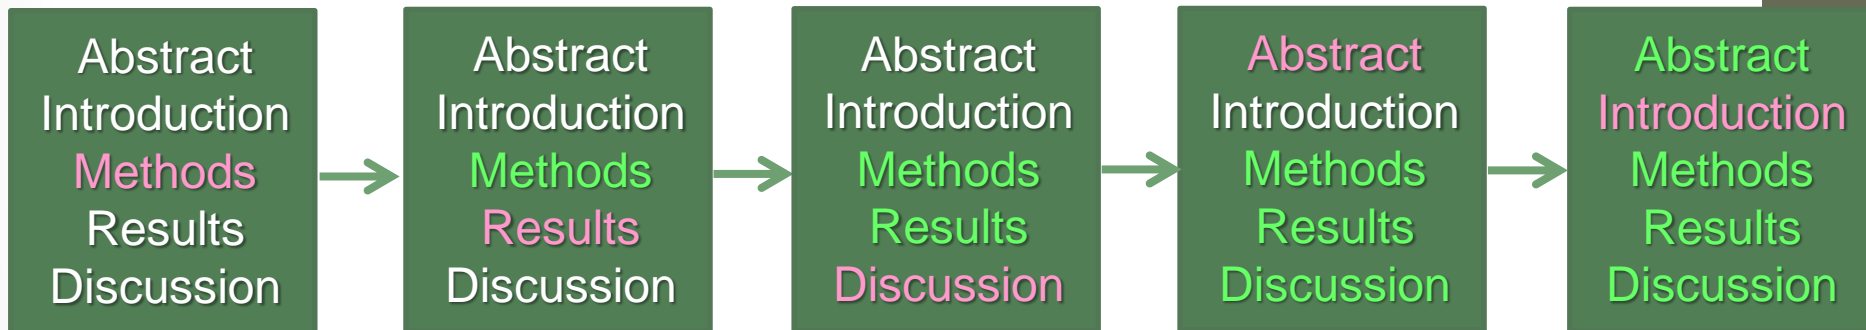 Abstract
Introduction
Methods
Results
Discussion
Abstract
Introduction
Methods
Results
Discussion
Abstract
Introduction
Methods
Results
Discussion
Abstract
Introduction
Methods
Results
Discussion
Abstract
Introduction
Methods
Results
Discussion